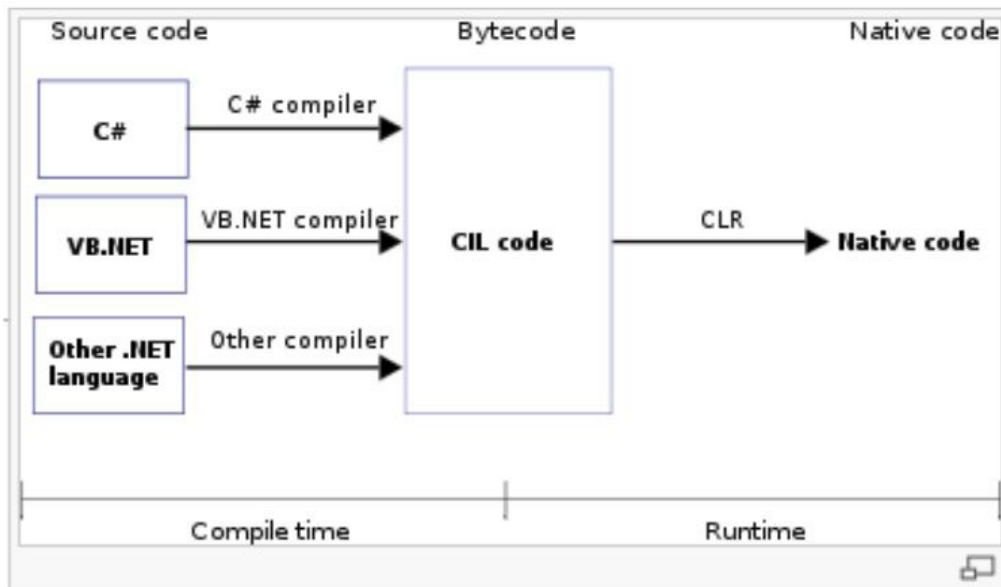 Source code
Bytecode
Native code
C#
C# compiler
VB.NET
VB.NET compiler
CIL code
CLR
Native code
Other .NET
language
Other compiler
Compile time
Runtime